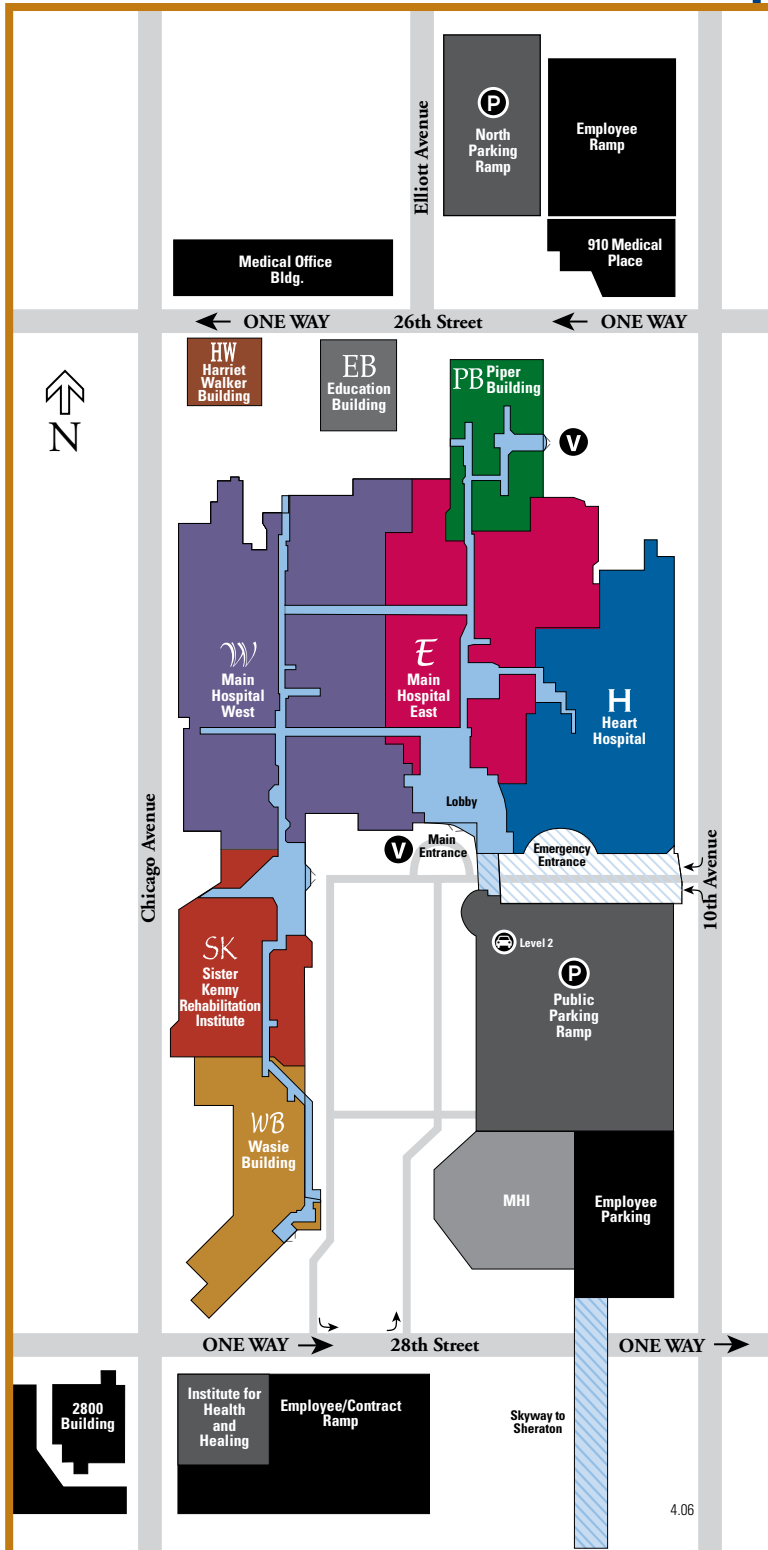 Elliott Avenue
P
North
Parking
Ramp
Employee
Ramp
910 Medical
Place
Medical Office
Bldg.
ONE WAY
26th Street
ONE WAY
HW
Harriet
Walker
Building
EB
Education
Building
PB Piper
Building
N
V
W
Main
Hospital
West
E
Main
Hospital
East
H
Heart
Hospital
Chicago Avenue
Lobby
V
Main
Entrance
Emergency
Entrance
10th Avenue
SK
Sister
Kenny
Rehabilitation
Institute
Level 2
P
Public
Parking
Ramp
WB
Wasie
Building
MHI
Employee
Parking
ONE WAY
28th Street
ONE WAY
2800
Building
Institute for
Health
and
Healing
Employee/Contract
Ramp
Skyway to
Sheraton
4.06